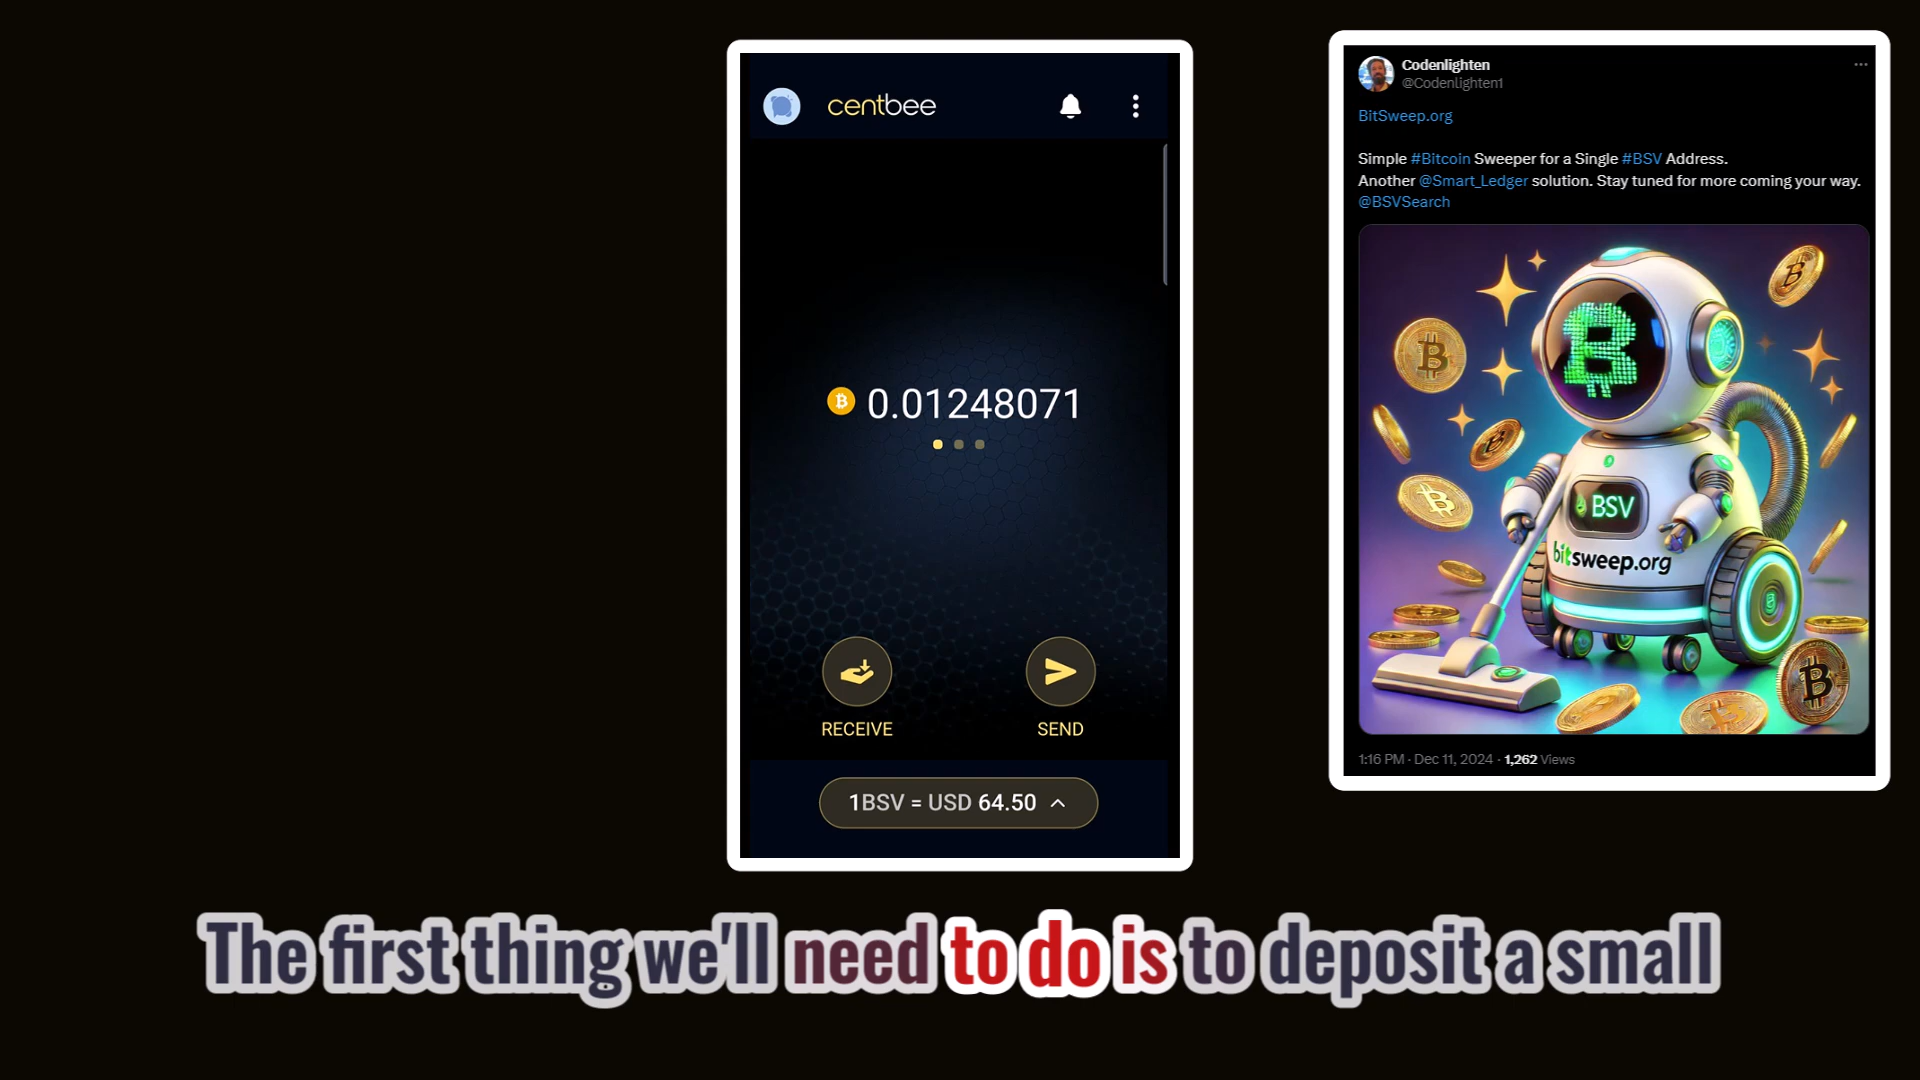 centbee
0.01248071
RECEIVE
SEND
1BSV = USD 64.50
Codenlighten
@Codenlighten1
BitSweep.org
Simple #Bitcoin Sweeper for a Single #BSV Address.
Another @Smart_Ledger solution. Stay tuned for more coming your way.
@BSVSearch
BSV
bitsweep.org
1:16 PM · Dec 11, 2024 · 1,262 Views
The first thing we'll need to do is to deposit a small